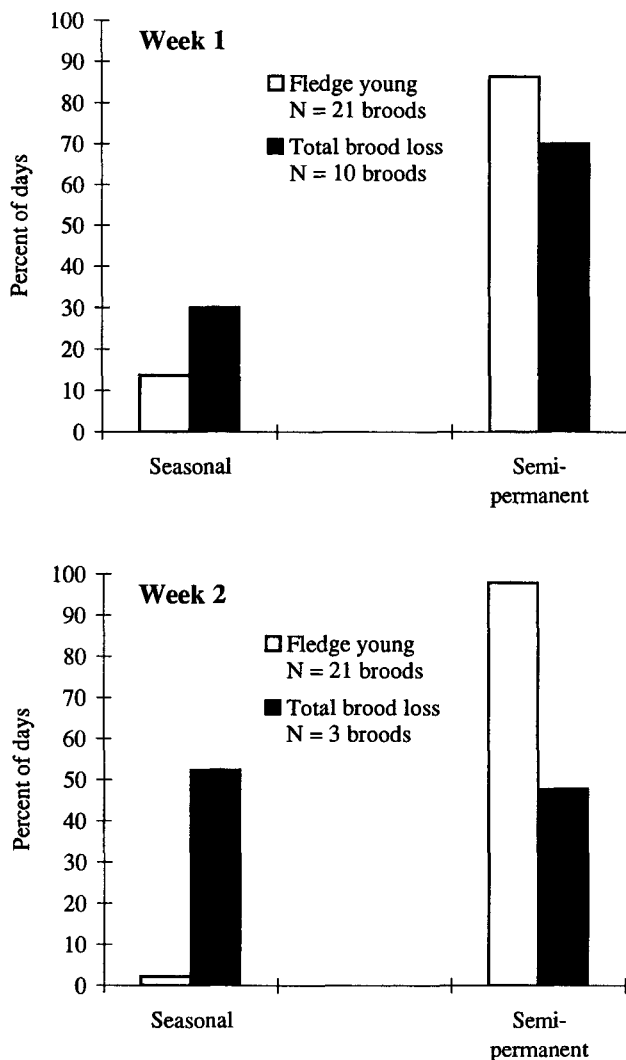 Week 1
Percent of days
100
90
80
70
60
50
40
30
20
10
0
Fledge young
N = 21 broods
Total brood loss
N = 10 broods
Seasonal
Semi-
permanent
Week 2
Percent of days
100
90
80
70
60
50
40
30
20
10
0
Fledge young
N = 21 broods
Total brood loss
N = 3 broods
Seasonal
Semi-
permanent